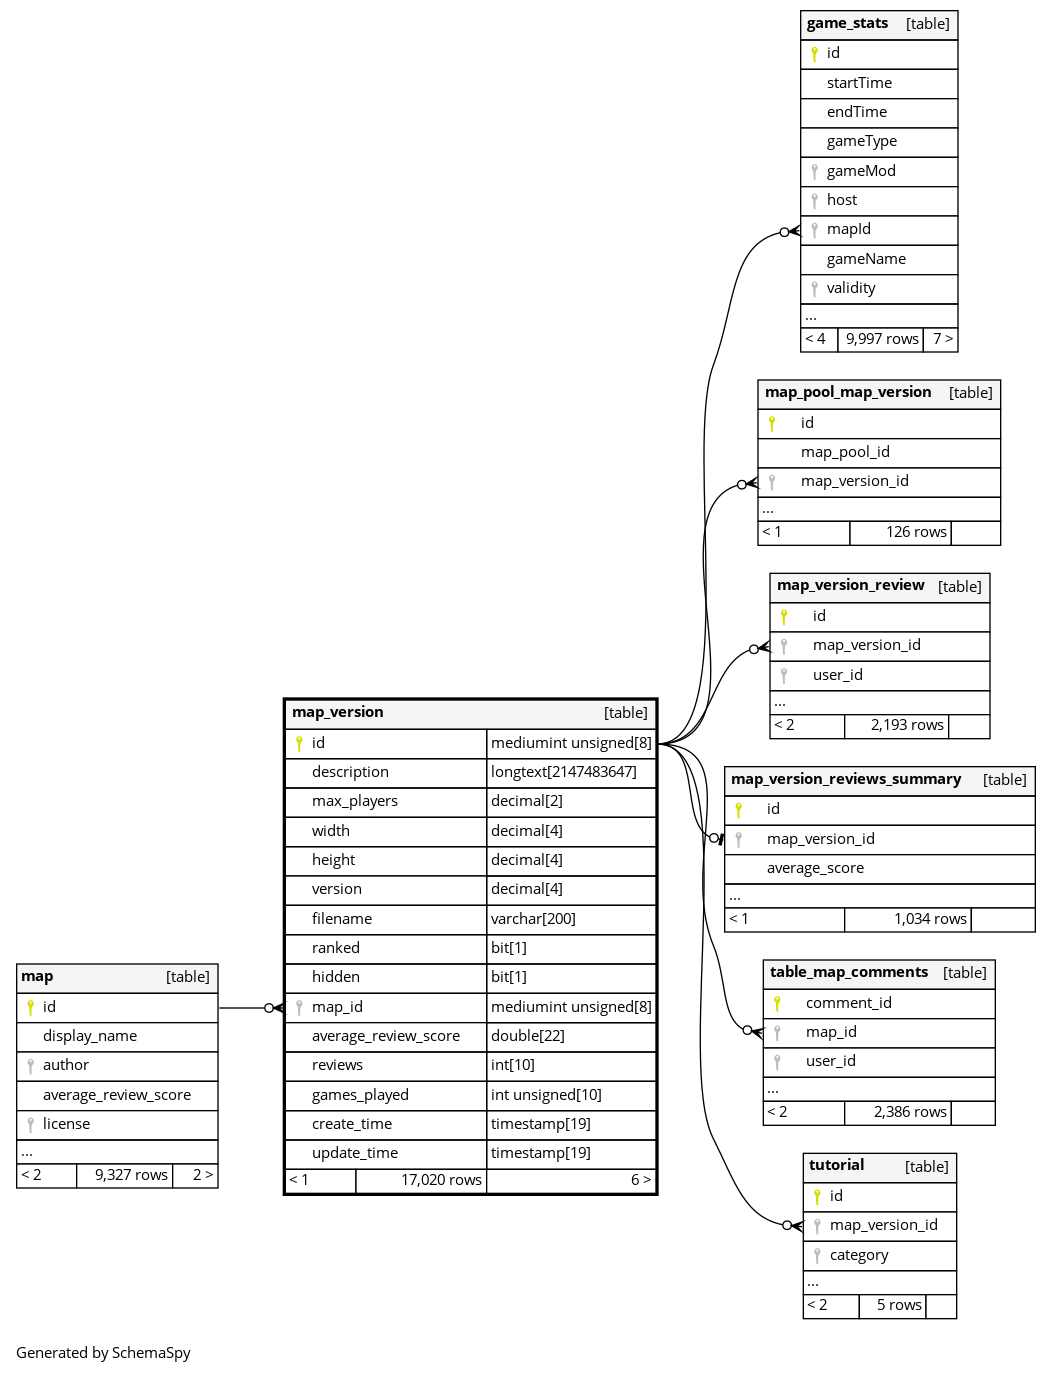 game_stats [table]
id
startTime
endTime
gameType
gameMod
host
mapId
gameName
validity
...
< 4 9,997 rows 7 >
map_pool_map_version [table]
id
map_pool_id
map_version_id
...
< 1 126 rows
map_version_review [table]
id
map_version_id
user_id
...
< 2 2,193 rows
map_version [table]
id mediumint unsigned[8]
description longtext[2147483647]
max_players decimal[2]
width decimal[4]
height decimal[4]
version decimal[4]
filename varchar[200]
ranked bit[1]
hidden bit[1]
map_id mediumint unsigned[8]
average_review_score double[22]
reviews int[10]
games_played int unsigned[10]
create_time timestamp[19]
update_time timestamp[19]
< 1 17,020 rows 6 >
map_version_reviews_summary [table]
id
map_version_id
average_score
...
< 1 1,034 rows
map [table]
id
display_name
author
average_review_score
license
...
< 2 9,327 rows 2 >
table_map_comments [table]
comment_id
map_id
user_id
...
< 2 2,386 rows
tutorial [table]
id
map_version_id
category
...
< 2 5 rows
Generated by SchemaSpy